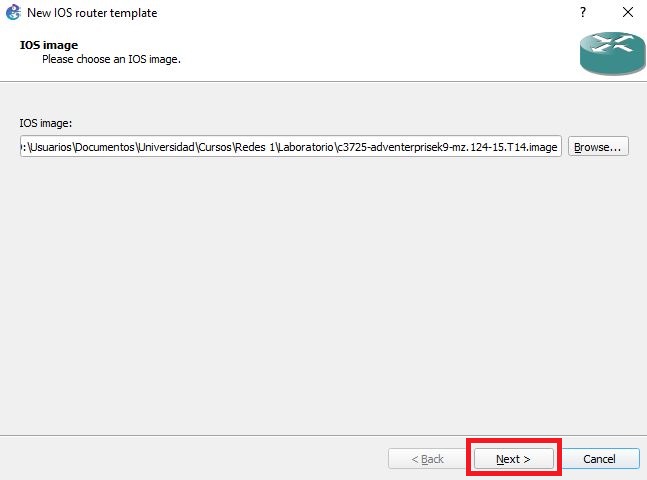 New IOS router template
?
IOS image
Please choose an IOS image.
IOS image:
:\Usuarios\Documentos\Universidad\Cursos\Redes 1\Laboratorio\c3725-adventerprisek9-mz.124-15.T14.image
Browse...
< Back
Next >
Cancel